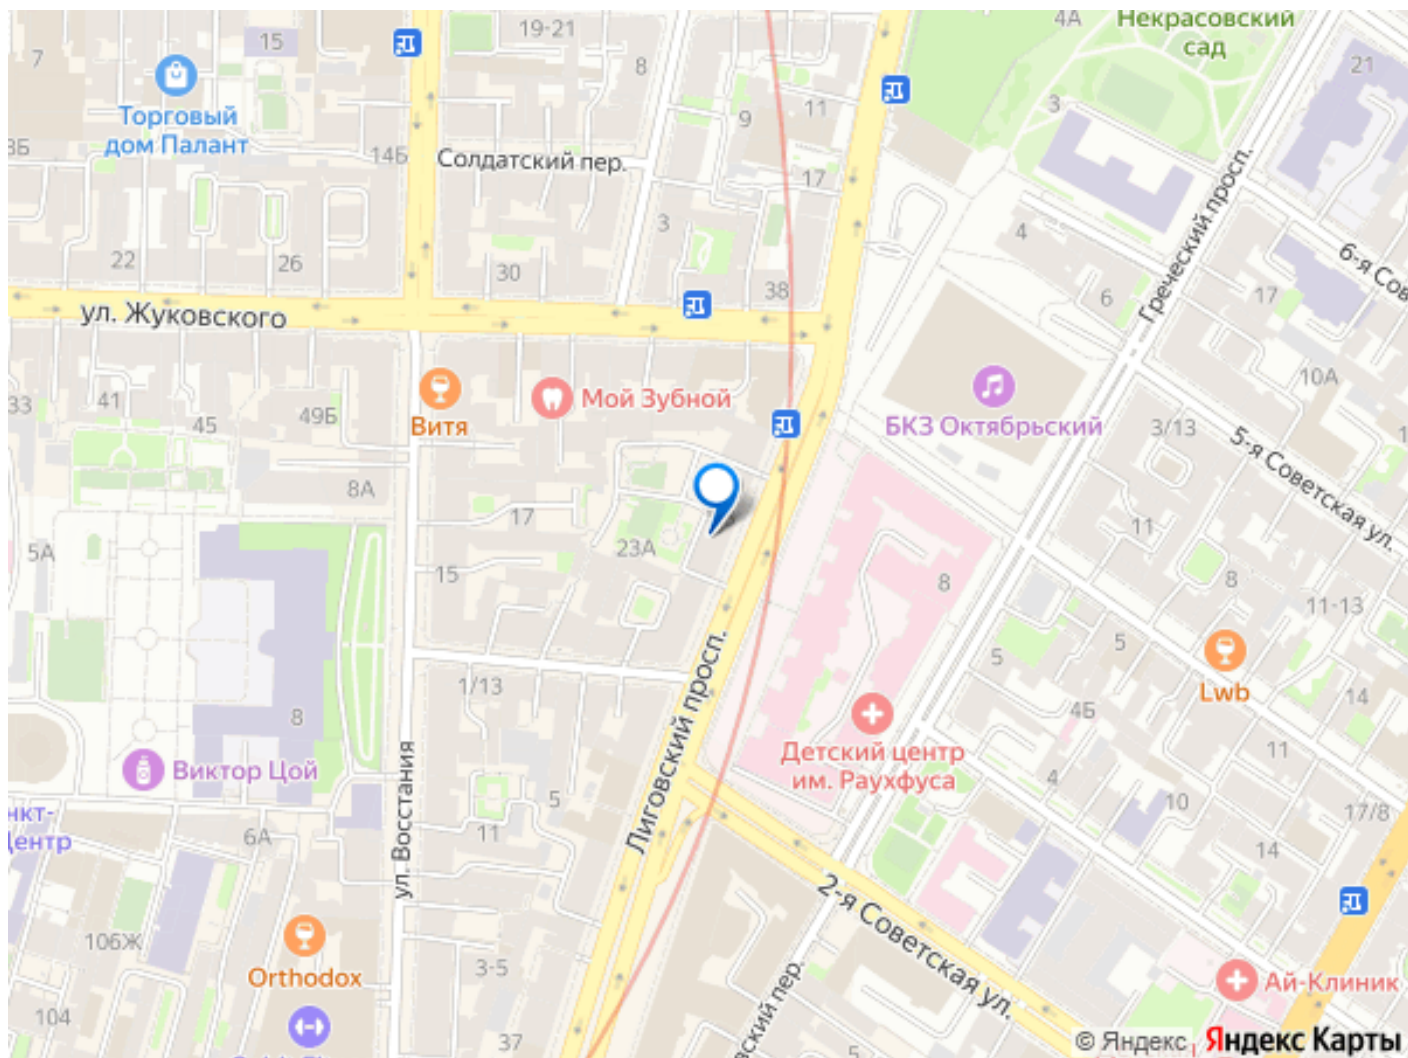 19-21
4А
Некрасовский
сад
7
15
8
21
Торговый
дом Палант
9
11
3
14Б
Солдатский пер.
17
3
4
22
26
30
38
6
17
Греческий просп.
ул. Жуковского
10А
33
41
45
49Б
Витя
Мой Зубной
БКЗ Октябрьский
3/13
5-я Советская ул.
8А
17
11
5А
23А
15
8
8
11-13
5
5
Lwb
1/13
14
4Б
8
Лиговский просп.
Детский центр
им. Раухфуса
11
Виктор Цой
ул. Восстания
5
4
10
17/8
6А
11
14
2-я Советская ул.
10б
Orthodox
3-5
Ай-Клиник
104
37
5
© Яндекс Яндекс Карты